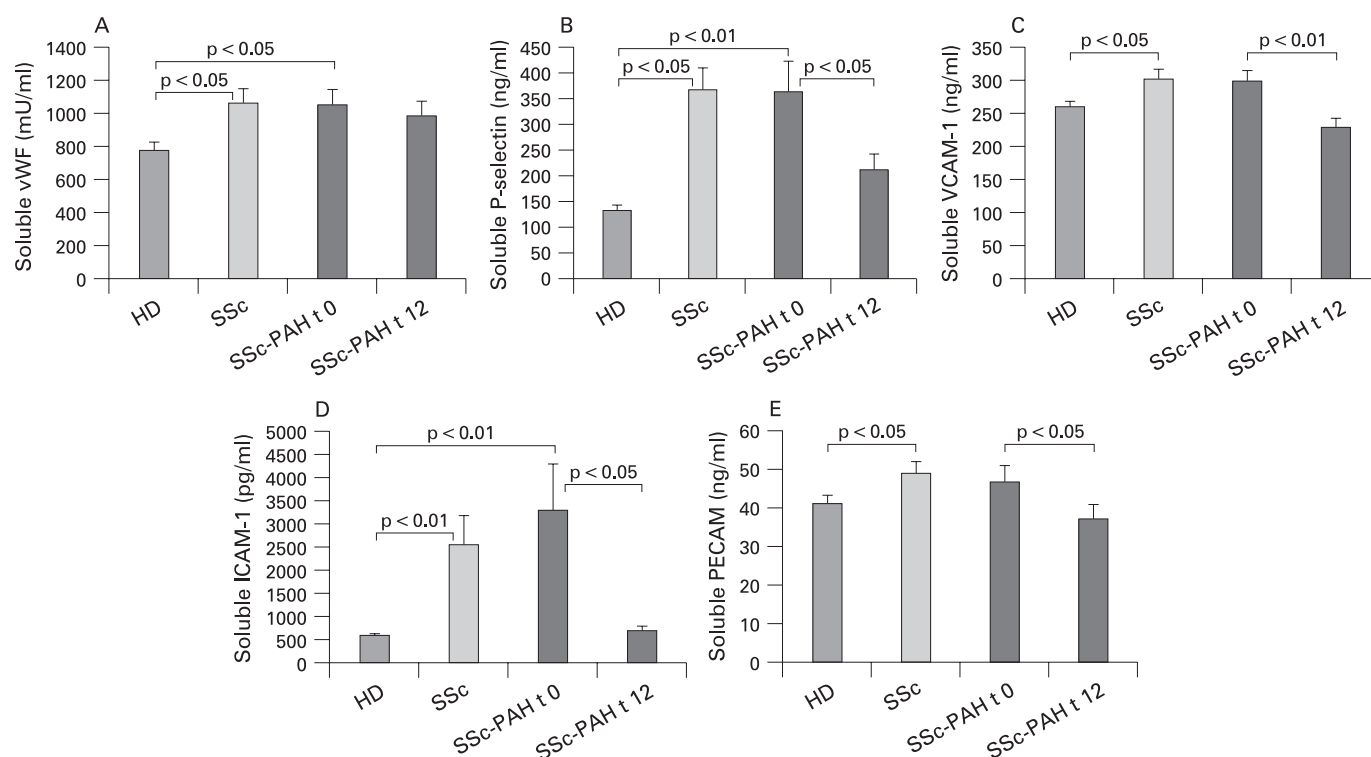 A
Soluble vWF (mU/ml)
1400
1200
1000
800
600
400
200
0
p < 0.05
p < 0.05
HD
SSc
SSc-PAH t 0
SSc-PAH t 12
B
Soluble P-selectin (ng/ml)
450
400
350
300
250
200
150
100
50
0
p < 0.01
p < 0.05
p < 0.05
HD
SSc
SSc-PAH t 0
SSc-PAH t 12
C
Soluble VCAM-1 (ng/ml)
350
300
250
200
150
100
50
0
p < 0.05
p < 0.01
HD
SSc
SSc-PAH t 0
SSc-PAH t 12
D
Soluble ICAM-1 (pg/ml)
5000
4500
4000
3500
3000
2500
2000
1500
1000
500
0
p < 0.01
p < 0.05
p < 0.01
HD
SSc
SSc-PAH t 0
SSc-PAH t 12
E
Soluble PECAM (ng/ml)
60
50
40
30
20
10
0
p < 0.05
p < 0.05
HD
SSc
SSc-PAH t 0
SSc-PAH t 12